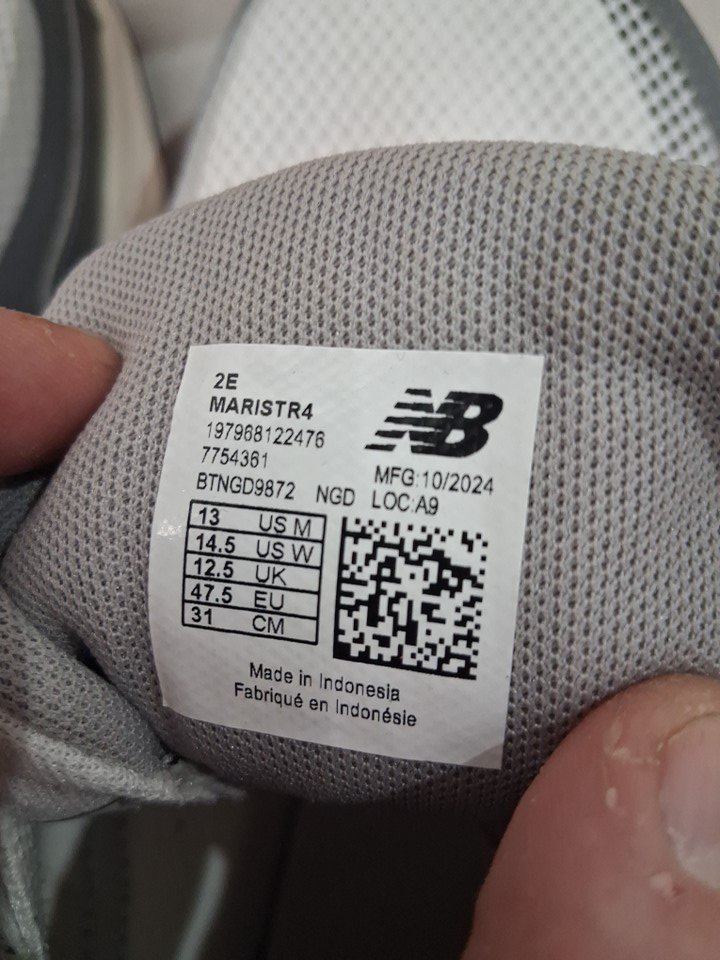 2E
MARISTR4
197968122476
7754361
BTNGD9872 NGD
NB
MFG:10/2024
LOC:A9
13 US M
14.5 US W
12.5 UK
47.5 EU
31 CM
Made in Indonesia
Fabriqué en Indonésie